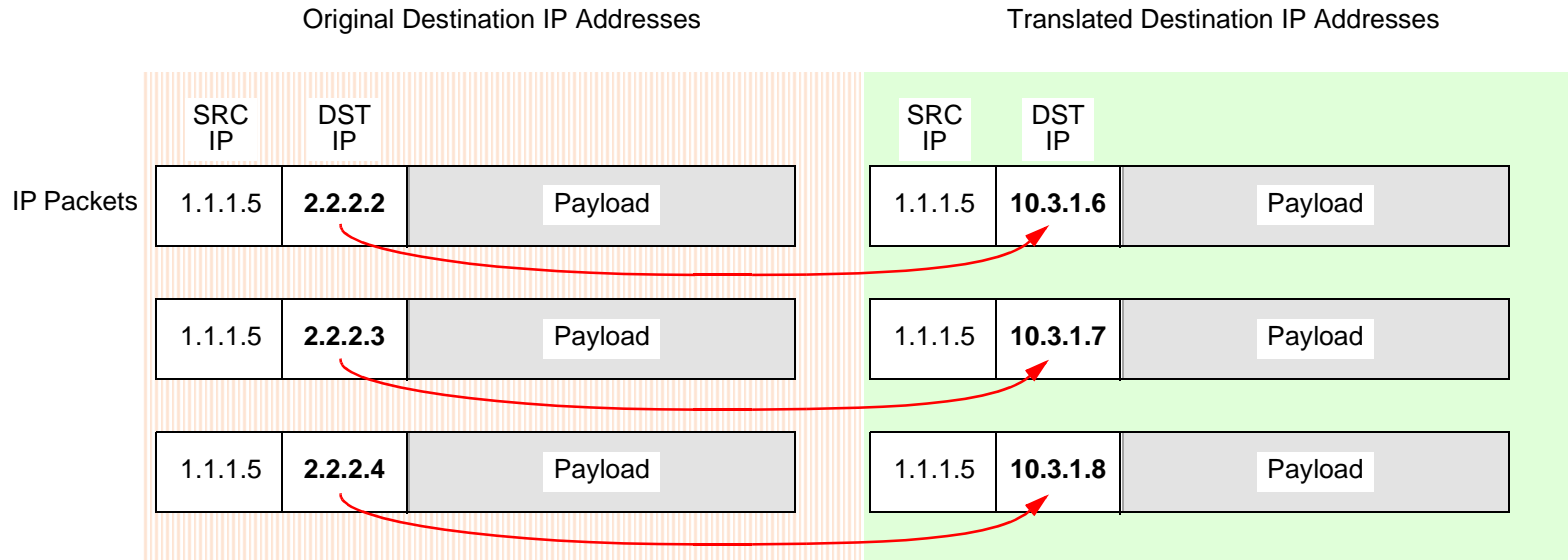 Original Destination IP Addresses
Translated Destination IP Addresses
SRC
IP
DST
IP
SRC
IP
DST
IP
IP Packets
1.1.1.5 2.2.2.2 Payload
1.1.1.5 10.3.1.6 Payload
1.1.1.5 2.2.2.3 Payload
1.1.1.5 10.3.1.7 Payload
1.1.1.5 2.2.2.4 Payload
1.1.1.5 10.3.1.8 Payload